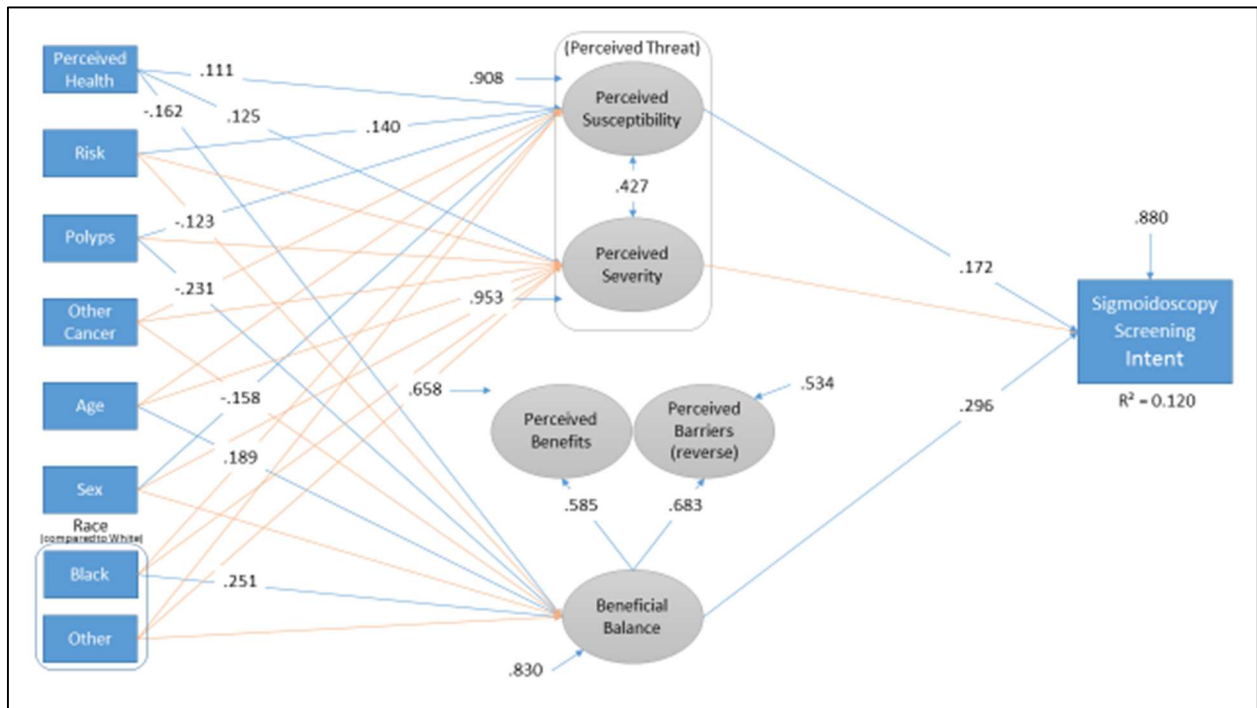 Perceived
Health
Risk
Polyps
Other
Cancer
Age
Sex
Race
(compared to White)
Black
Other
.111
-.162
.125
.140
-.123
-.231
-.158
.189
.251
(Perceived Threat)
.908
Perceived
Susceptibility
.427
Perceived
Severity
.953
.658
.534
Perceived
Benefits
Perceived
Barriers
(reverse)
.585
.683
Beneficial
Balance
.830
.172
.296
.880
Sigmoidoscopy
Screening
Intent
R² = 0.120